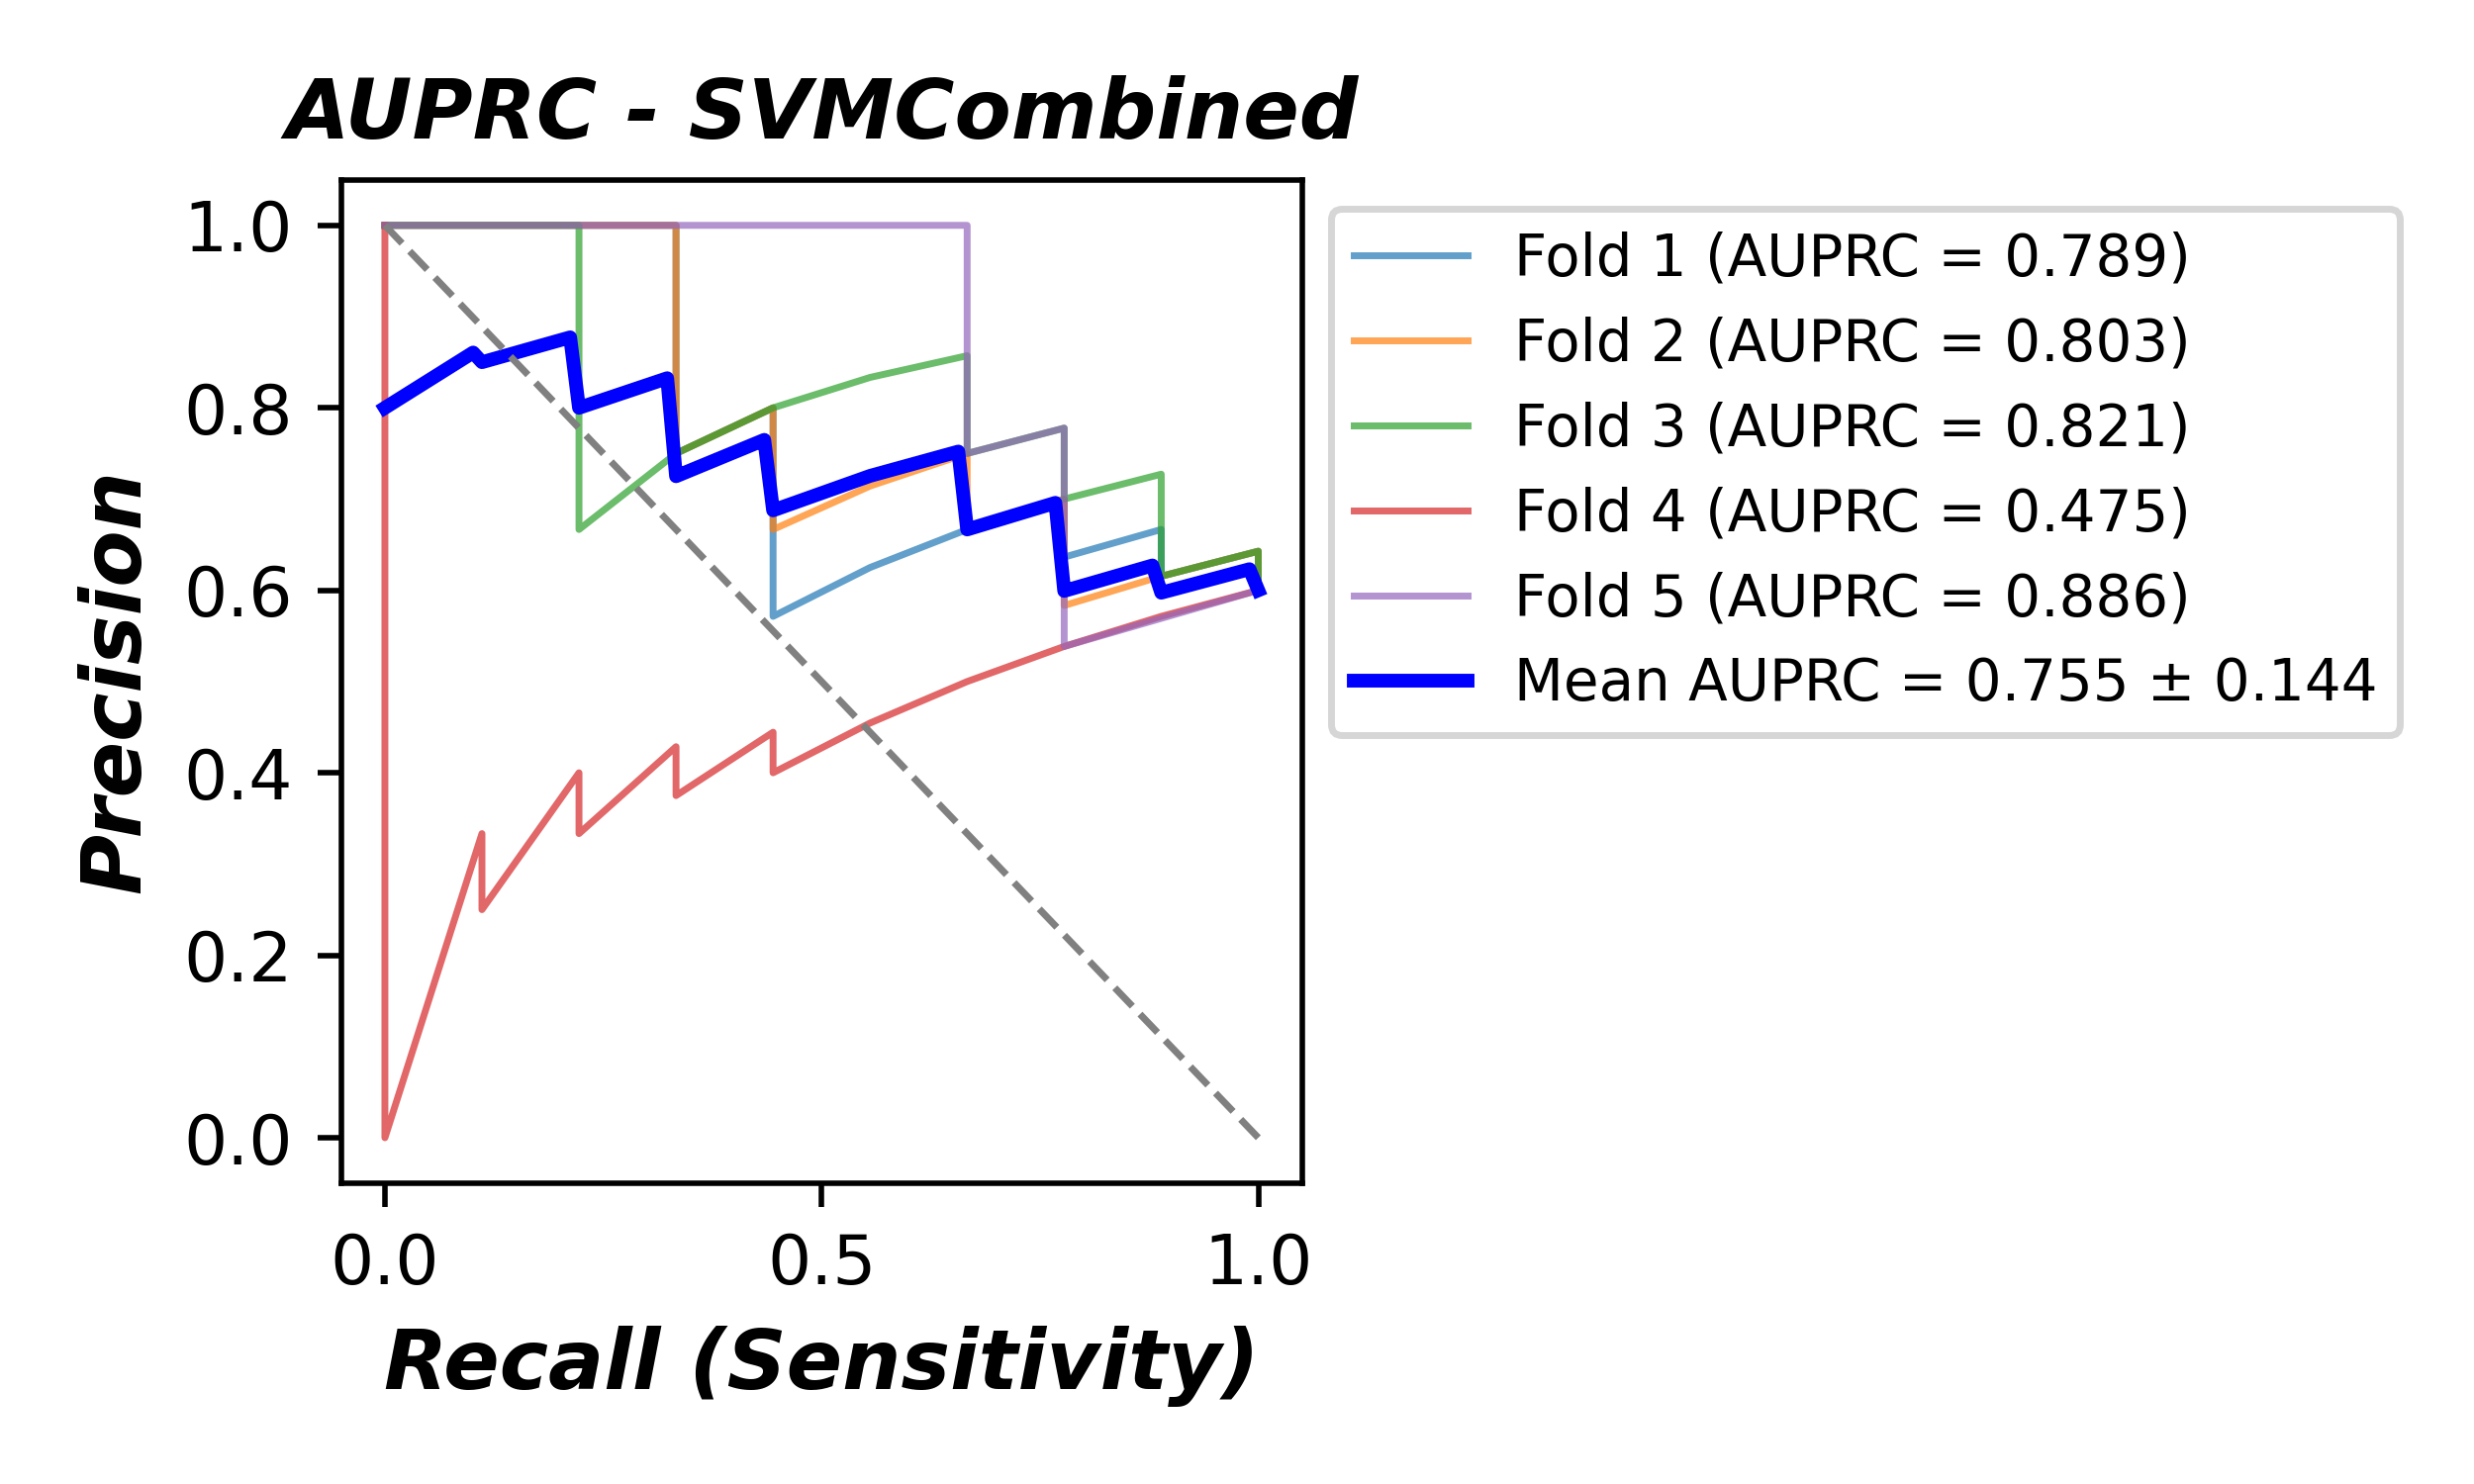 AUPRC - SVMCombined
Precision
1.0
0.8
0.6
0.4
0.2
0.0
0.0 0.5 1.0
Recall (Sensitivity)
Fold 1 (AUPRC = 0.789)
Fold 2 (AUPRC = 0.803)
Fold 3 (AUPRC = 0.821)
Fold 4 (AUPRC = 0.475)
Fold 5 (AUPRC = 0.886)
Mean AUPRC = 0.755 ± 0.144